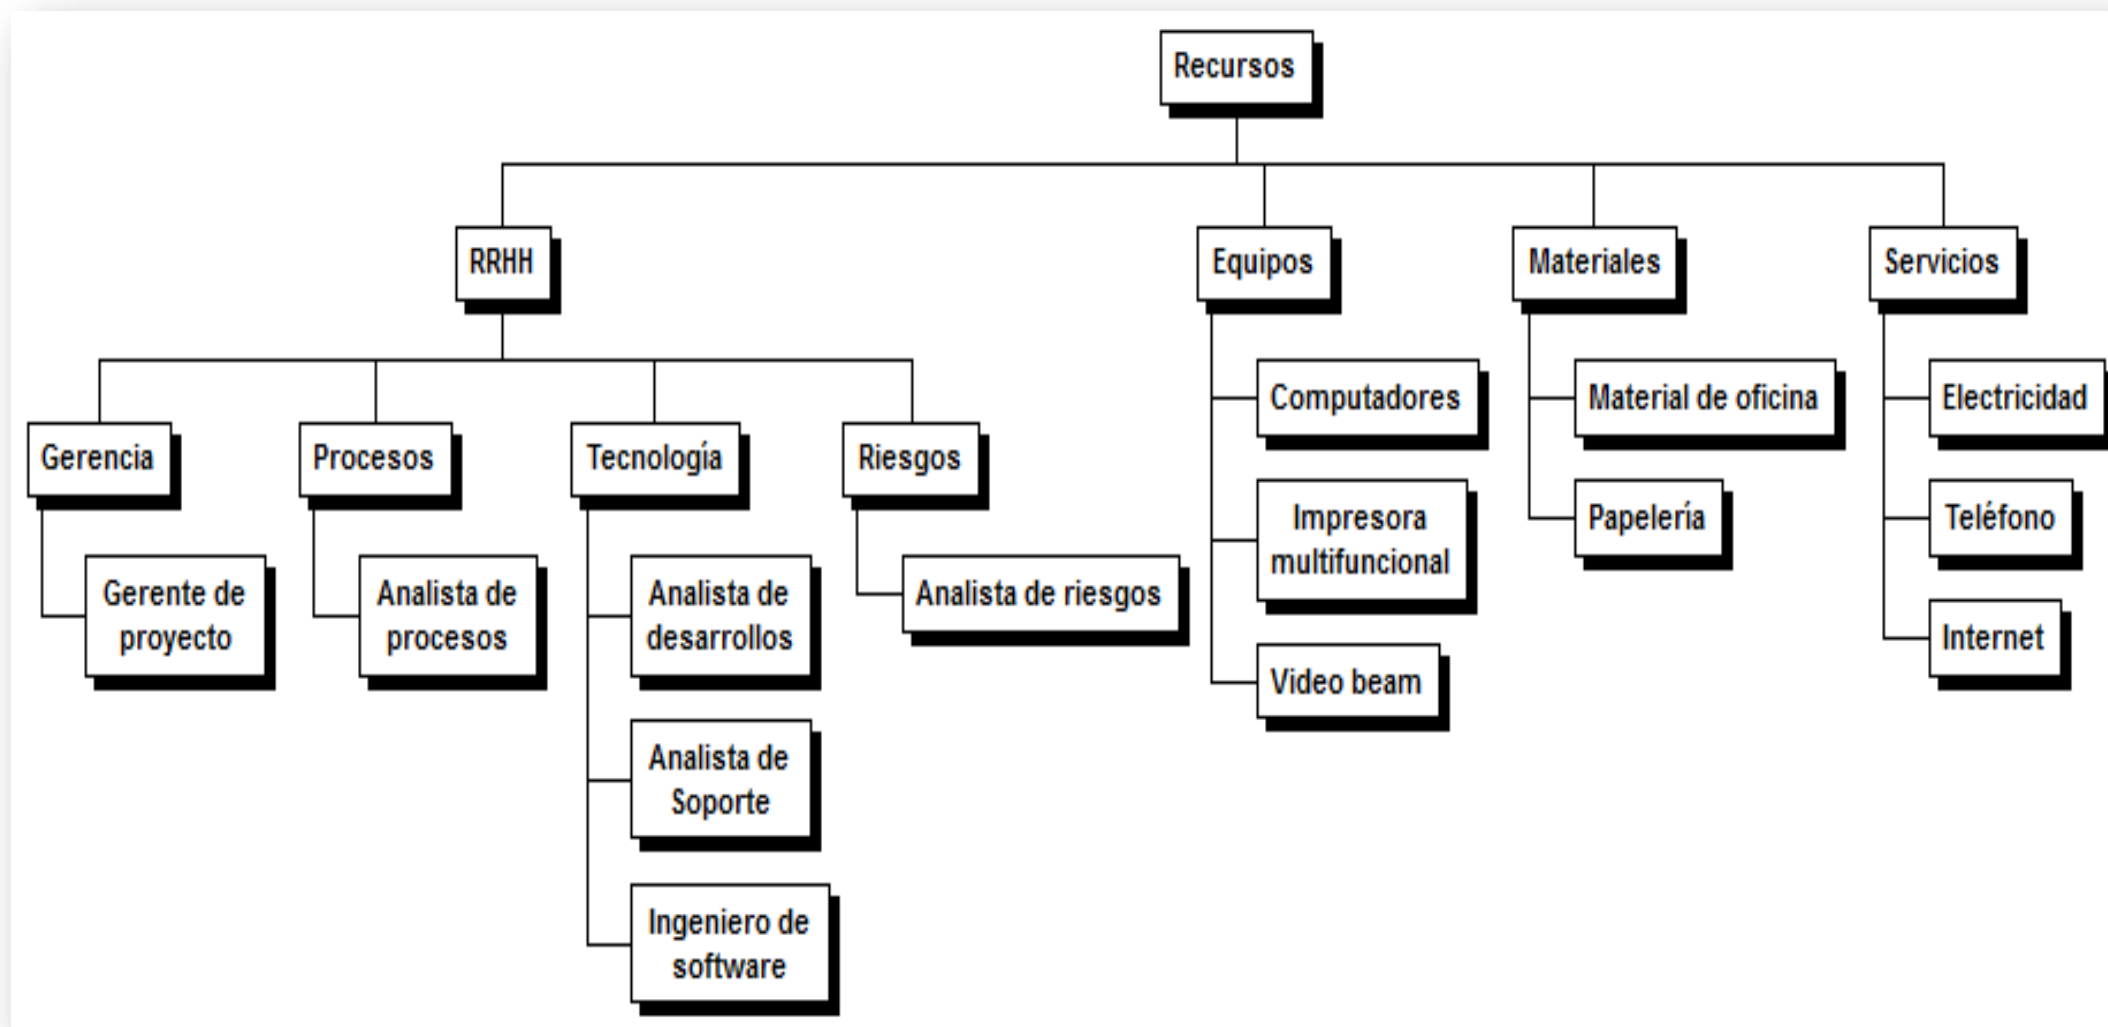 Recursos
RRHH
Equipos
Materiales
Servicios
Gerencia
Procesos
Tecnología
Riesgos
Gerente de
proyecto
Analista de
procesos
Analista de
desarrollos
Analista de
Soporte
Ingeniero de
software
Analista de riesgos
Computadores
Impresora
multifuncional
Video beam
Material de oficina
Papelería
Electricidad
Teléfono
Internet